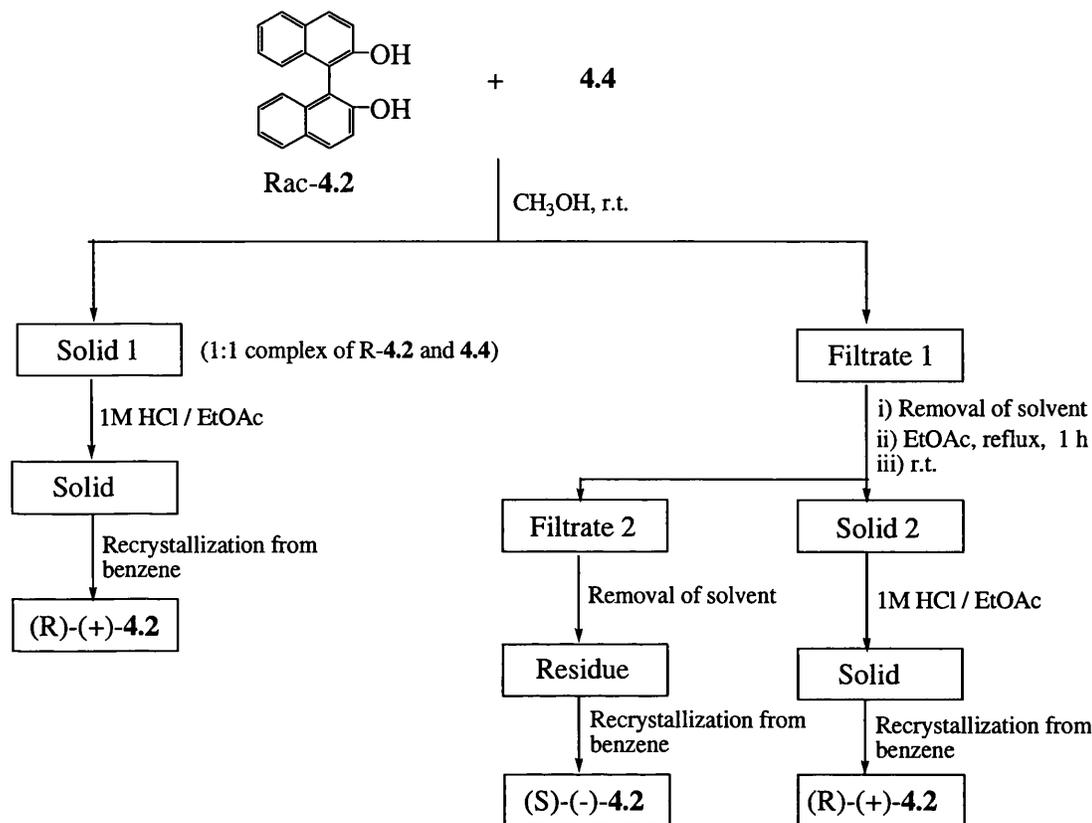 OH
+ 4.4
OH
Rac-4.2
CH3OH, r.t.
Solid 1
(1:1 complex of R-4.2 and 4.4)
Filtrate 1
1M HCl / EtOAc
i) Removal of solvent
ii) EtOAc, reflux, 1 h
iii) r.t.
Solid
Filtrate 2
Solid 2
Recrystallization from
benzene
Removal of solvent
1M HCl / EtOAc
(R)-(+)-4.2
Residue
Solid
Recrystallization from
benzene
Recrystallization from
benzene
(S)-(-)-4.2
(R)-(+)-4.2